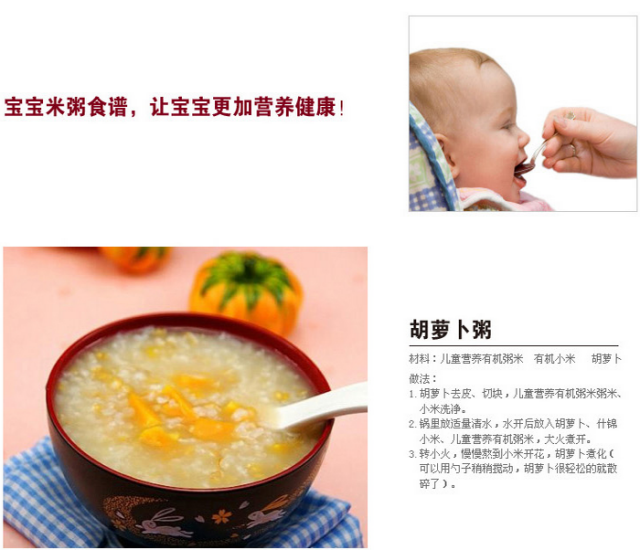 宝宝米粥食谱，让宝宝更加营养健康！
胡萝卜粥
材料：儿童营养有机粥米 有机小米 胡萝卜
做法：
1. 胡萝卜去皮、切块，儿童营养有机粥米粥米、
小米洗净。
2. 锅里放适量清水，水开后放入胡萝卜、什锦
小米、儿童营养有机粥米，大火煮开。
3. 转小火，慢慢熬到小米开花，胡萝卜煮化（
可以用勺子稍稍搅动，胡萝卜很轻松的就散
碎了）。